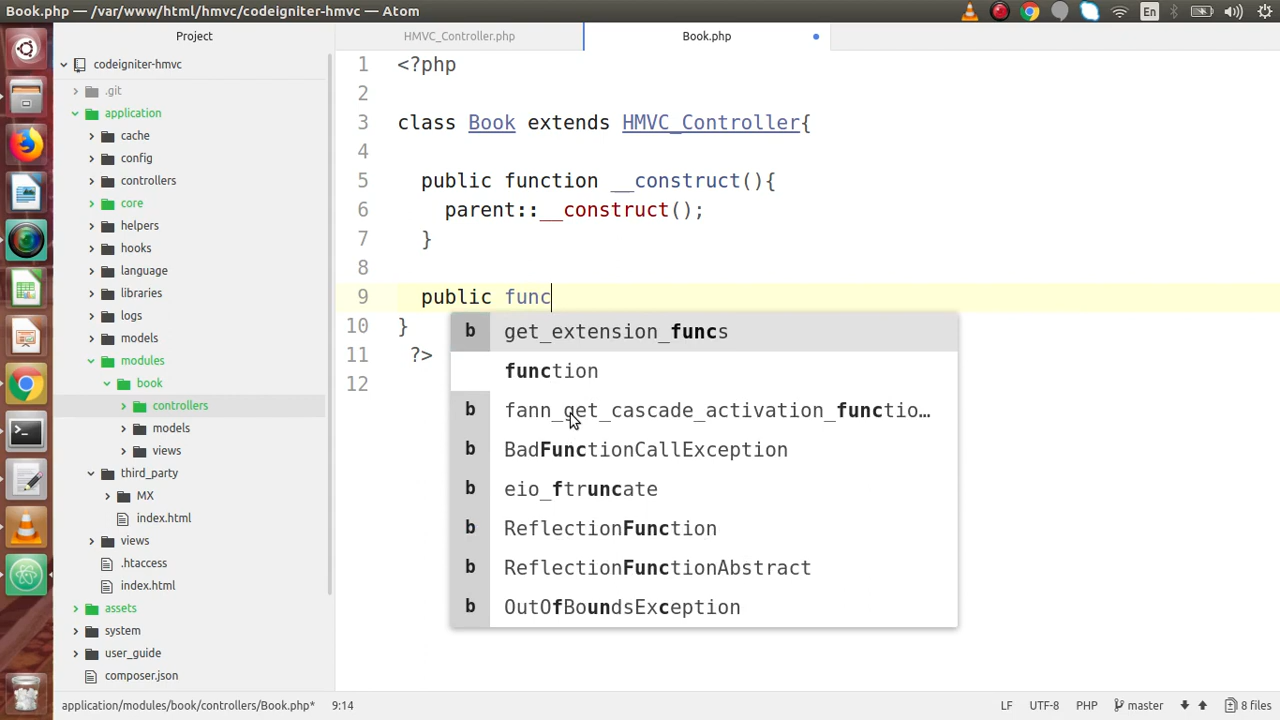 Book.php — /var/www/html/hmvc/codeigniter-hmvc — Atom
En
Project
HMVC_Controller.php
Book.php
codeigniter-hmvc
.git
application
cache
config
controllers
core
helpers
hooks
language
libraries
logs
models
modules
book
controllers
models
views
third_party
MX
index.html
views
.htaccess
index.html
assets
system
user_guide
composer.json
1 <?php
2
3 class Book extends HMVC_Controller{
4
5 public function __construct(){
6 parent::__construct();
7 }
8
9 public func
10 }
11 ?>
12
b get_extension_funcs
function
b fann_get_cascade_activation_functio…
b BadFunctionCallException
b eio_ftruncate
b ReflectionFunction
b ReflectionFunctionAbstract
b OutOfBoundsException
application/modules/book/controllers/Book.php* 9:14 LF UTF-8 PHP master 8 files